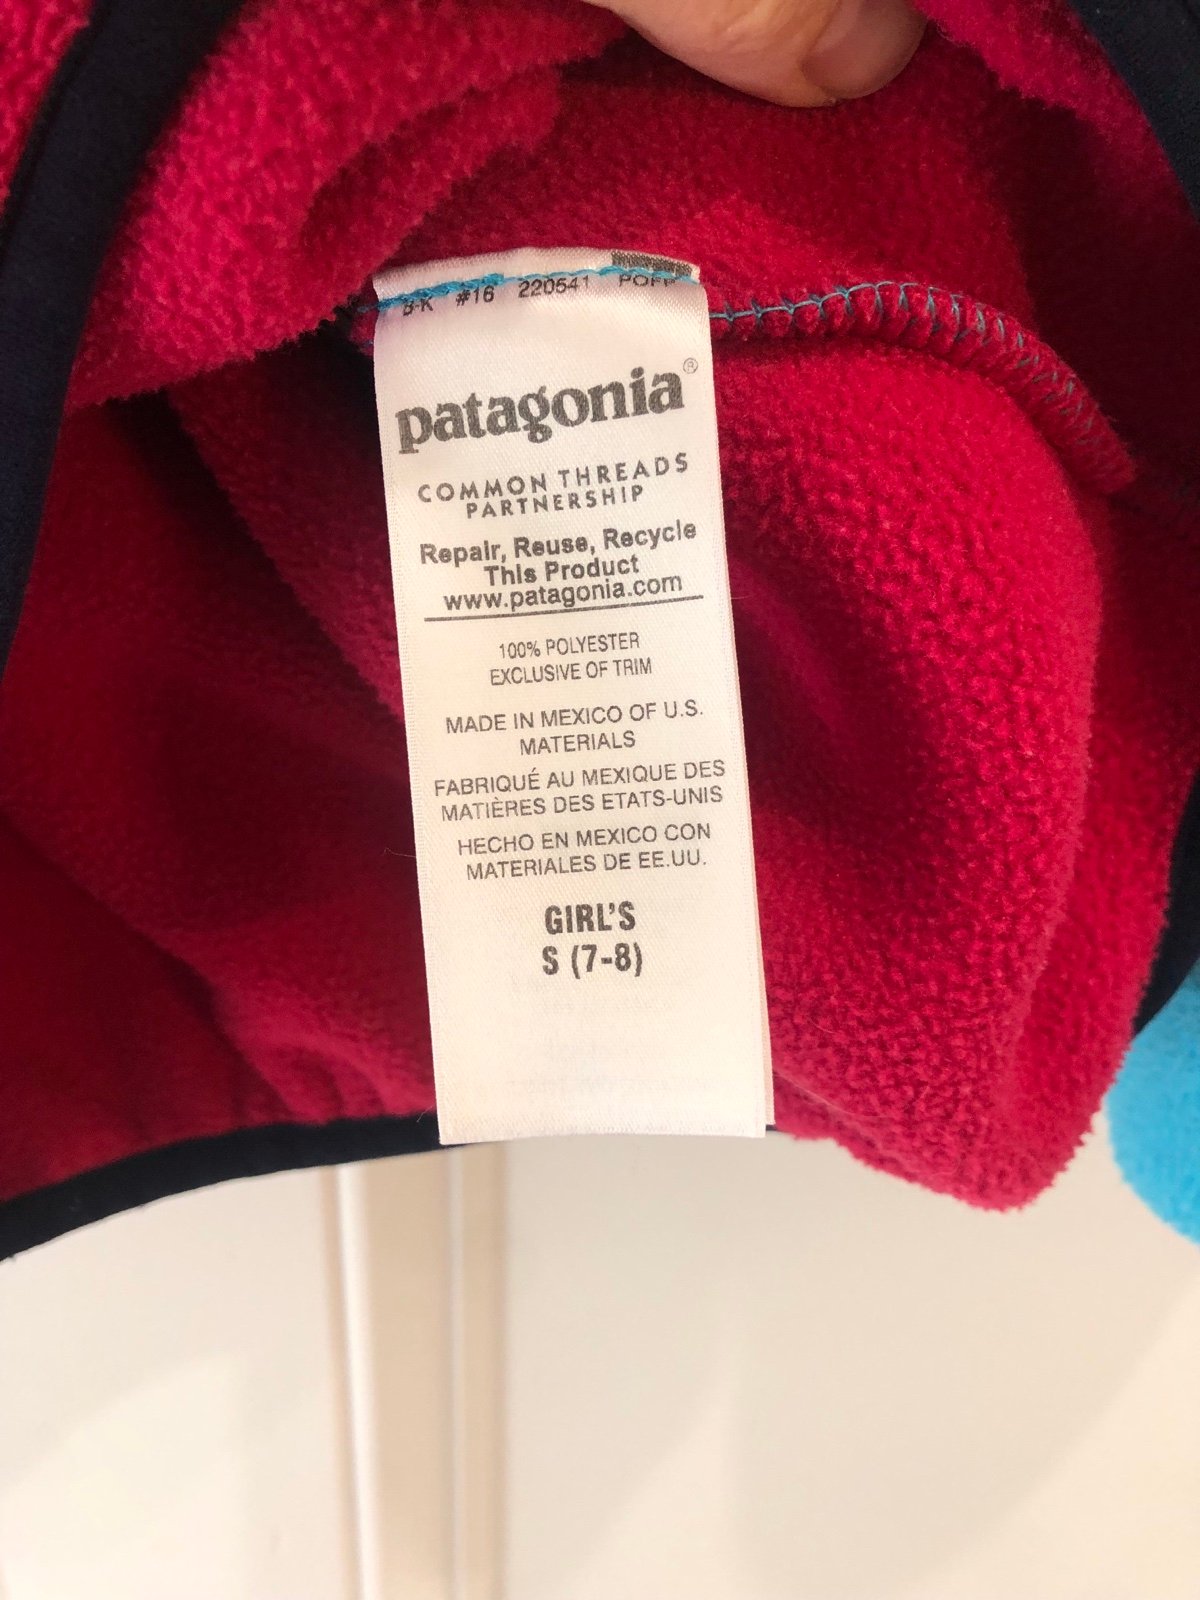 B-K #16 220541
patagonia®
COMMON THREADS
PARTNERSHIP
Repair, Reuse, Recycle
This Product
www.patagonia.com
100% POLYESTER
EXCLUSIVE OF TRIM
MADE IN MEXICO OF U.S.
MATERIALS
FABRIQUÉ AU MEXIQUE DES
MATIÈRES DES ETATS-UNIS
HECHO EN MEXICO CON
MATERIALES DE EE.UU.
GIRL'S
S (7-8)